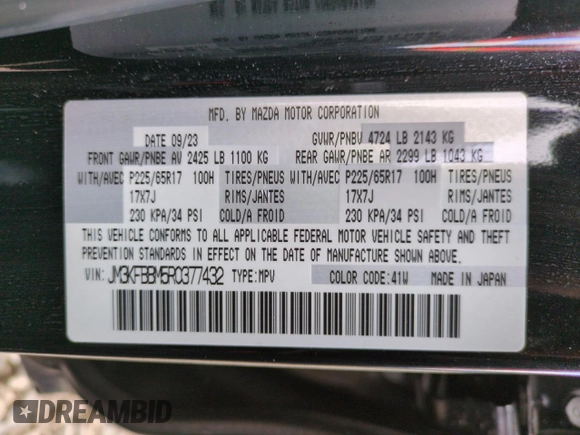 MFD. BY MAZDA MOTOR CORPORATION
DATE 09/23 GVWR/PNBV 4724 LB 2143 KG
FRONT GAWR/PNBE AV 2425 LB 1100 KG REAR GAWR/PNBE AR 2299 LB 1043 KG
WITH/AVEC P225/65R17 100H TIRES/PNEUS WITH/AVEC P225/65R17 100H TIRES/PNEUS
17X7J RIMS/JANTES 17X7J RIMS/JANTES
230 KPA/34 PSI COLD/A FROID 230 KPA/34 PSI COLD/A FROID
THIS VEHICLE CONFORMS TO ALL APPLICABLE FEDERAL MOTOR VEHICLE SAFETY AND THEFT
PREVENTION STANDARDS IN EFFECT ON THE DATE OF MANUFACTURE SHOWN ABOVE.
VIN: JM3KFBBM5R0377432 TYPE: MPV COLOR CODE: 41W MADE IN JAPAN
DREAMBID